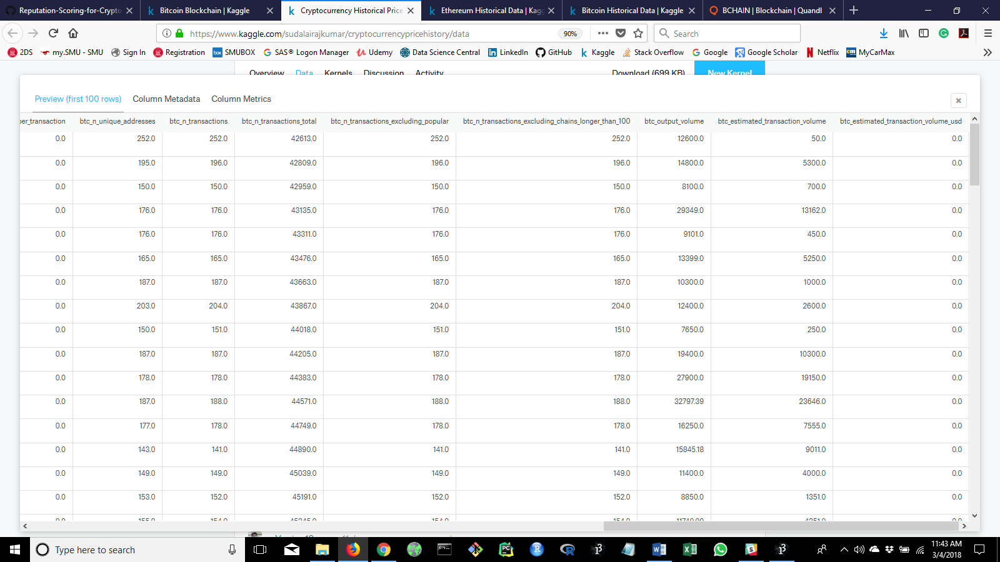 Reputation-Scoring-for-Crypto
Bitcoin Blockchain | Kaggle
Cryptocurrency Historical Price
Ethereum Historical Data | Kagg
Bitcoin Historical Data | Kaggle
BCHAIN | Blockchain | Quandl
https://www.kaggle.com/sudalairajkumar/cryptocurrencypricehistory/data
90%
Search
2DS
my.SMU - SMU
Sign In
Registration
SMUBOX
SAS® Logon Manager
Udemy
Data Science Central
LinkedIn
GitHub
Kaggle
Stack Overflow
Google
Google Scholar
Netflix
MyCarMax
Overview Data Kernels Discussion Activity Download (699 KB) New Kernel
Preview (first 100 rows) Column Metadata Column Metrics
per_transaction btc_n_unique_addresses btc_n_transactions btc_n_transactions_total btc_n_transactions_excluding_popular btc_n_transactions_excluding_chains_longer_than_100 btc_output_volume btc_estimated_transaction_volume btc_estimated_transaction_volume_usd
0.0 252.0 252.0 42613.0 252.0 252.0 12600.0 50.0 0.0
0.0 195.0 196.0 42809.0 196.0 196.0 14800.0 5300.0 0.0
0.0 150.0 150.0 42959.0 150.0 150.0 8100.0 700.0 0.0
0.0 176.0 176.0 43135.0 176.0 176.0 29349.0 13162.0 0.0
0.0 176.0 176.0 43311.0 176.0 176.0 9101.0 450.0 0.0
0.0 165.0 165.0 43476.0 165.0 165.0 13399.0 5250.0 0.0
0.0 187.0 187.0 43663.0 187.0 187.0 10300.0 1000.0 0.0
0.0 203.0 204.0 43867.0 204.0 204.0 12400.0 2600.0 0.0
0.0 150.0 151.0 44018.0 151.0 151.0 7650.0 250.0 0.0
0.0 187.0 187.0 44205.0 187.0 187.0 19400.0 10300.0 0.0
0.0 178.0 178.0 44383.0 178.0 178.0 27900.0 19150.0 0.0
0.0 187.0 188.0 44571.0 188.0 188.0 32797.39 23646.0 0.0
0.0 177.0 178.0 44749.0 178.0 178.0 16250.0 7555.0 0.0
0.0 143.0 141.0 44890.0 141.0 141.0 15845.18 9011.0 0.0
0.0 149.0 149.0 45039.0 149.0 149.0 11400.0 4000.0 0.0
0.0 153.0 152.0 45191.0 152.0 152.0 8850.0 1351.0 0.0
Type here to search
11:43 AM
3/4/2018